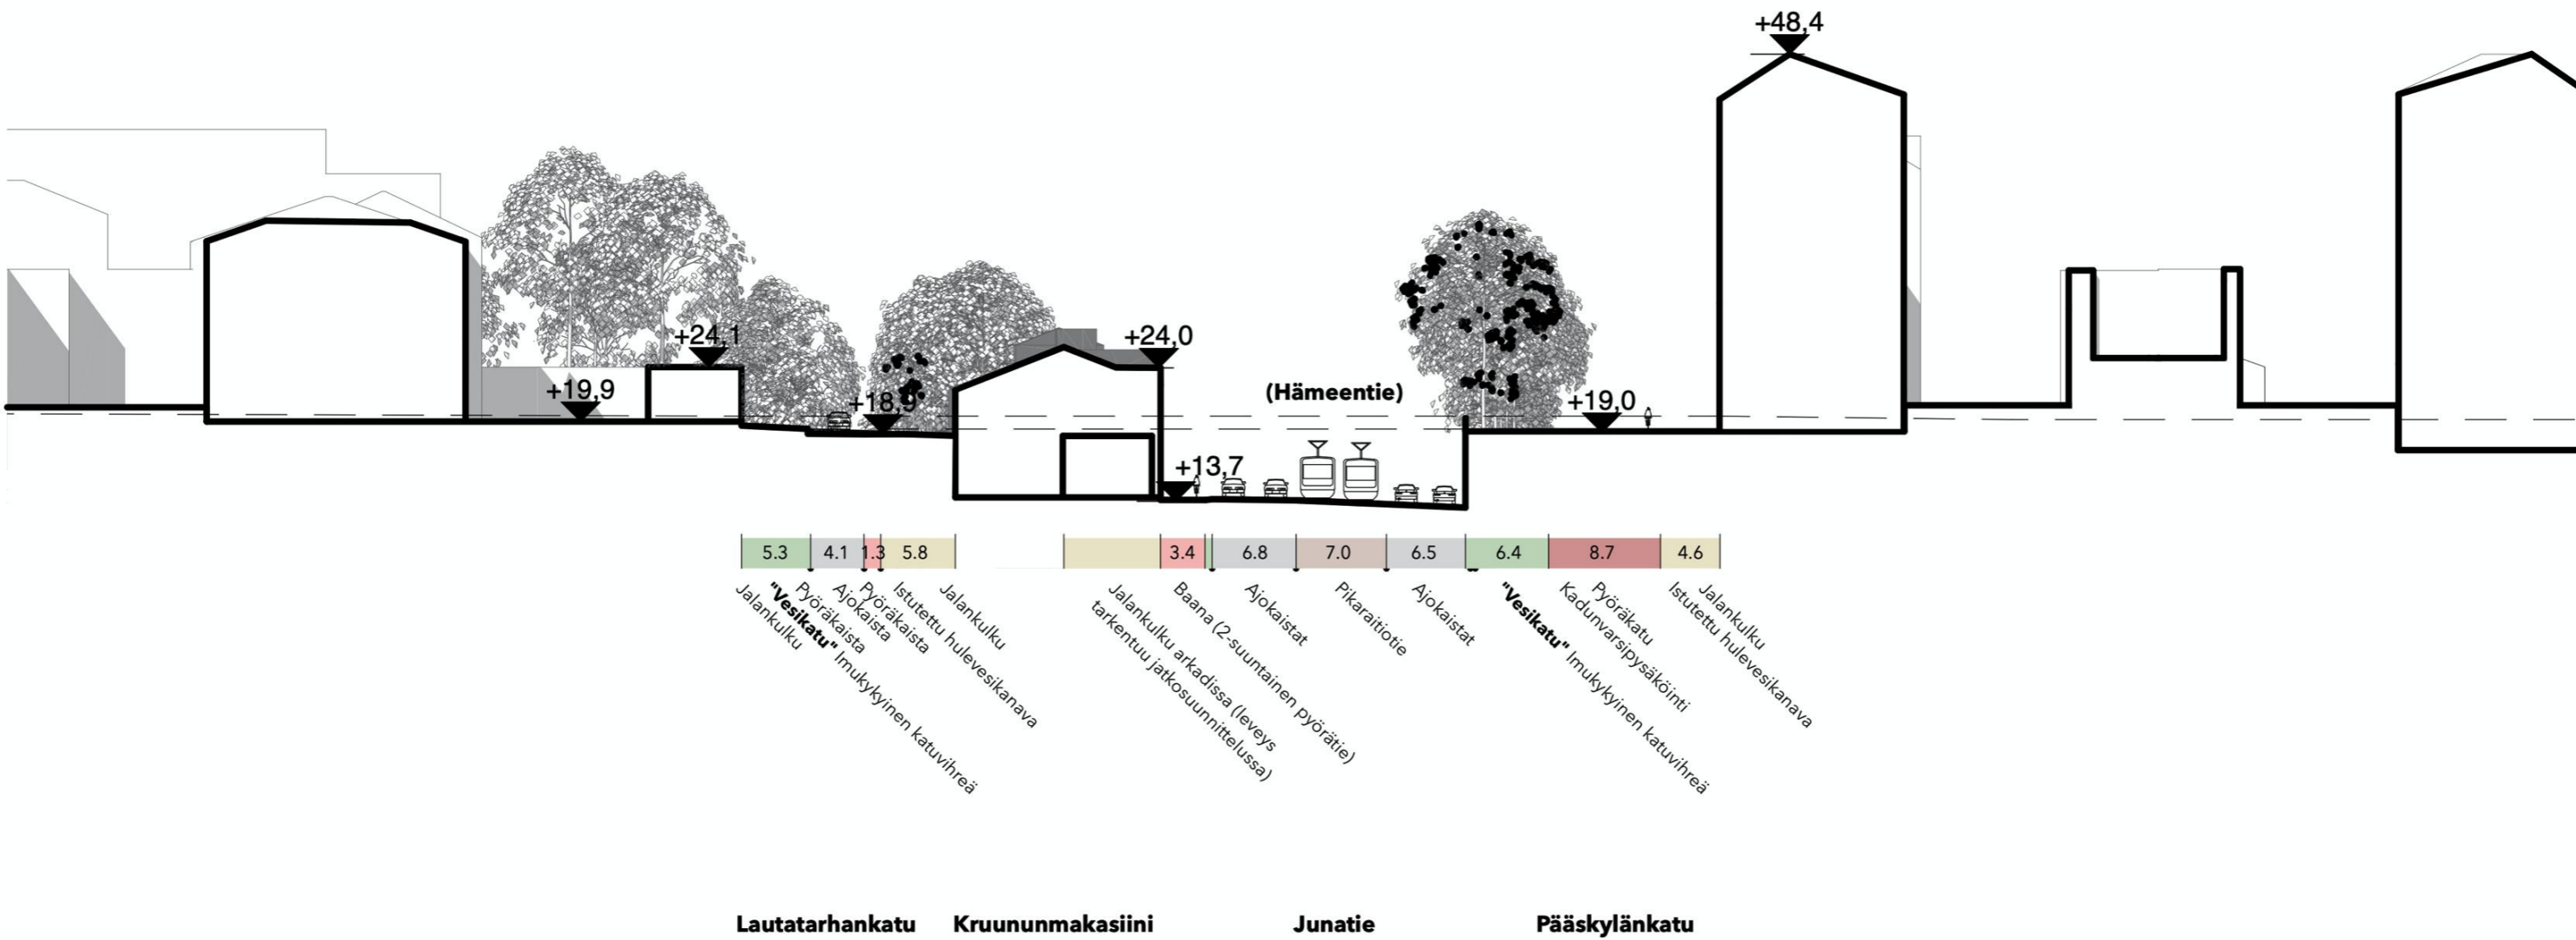 +48,4
+24,1
+24,0
+19,9
+18,9
(Hämeentie)
+19,0
+13,7
5.3
4.1
1.3
5.8
3.4
6.8
7.0
6.5
6.4
8.7
4.6
Jalankulku
"Vesikatu" Imukykyinen katuvihreä
Pyöräkaista
Ajokaista
Pyöräkaista
Istutettu hulevesikanava
Jalankulku
Jalankulku arkadissa (leveys
tarkentuu jatkosuunnittelussa)
Baana (2-suuntainen pyörätie)
Ajokaistat
Pikaraitiotie
Ajokaistat
"Vesikatu" Imukykyinen katuvihreä
Kadunvarsipysäköinti
Pyöräkatu
Istutettu hulevesikanava
Jalankulku
Lautatarhankatu
Kruununmakasiini
Junatie
Pääskylänkatu